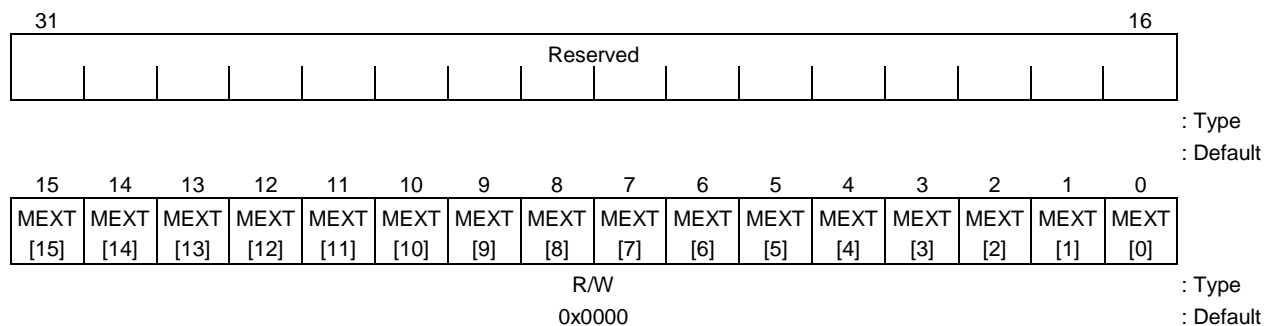 31 16
Reserved
: Type
: Default
15 14 13 12 11 10 9 8 7 6 5 4 3 2 1 0
MEXT MEXT MEXT MEXT MEXT MEXT MEXT MEXT MEXT MEXT MEXT MEXT MEXT MEXT MEXT MEXT
[15] [14] [13] [12] [11] [10] [9] [8] [7] [6] [5] [4] [3] [2] [1] [0]
R/W : Type
0x0000 : Default